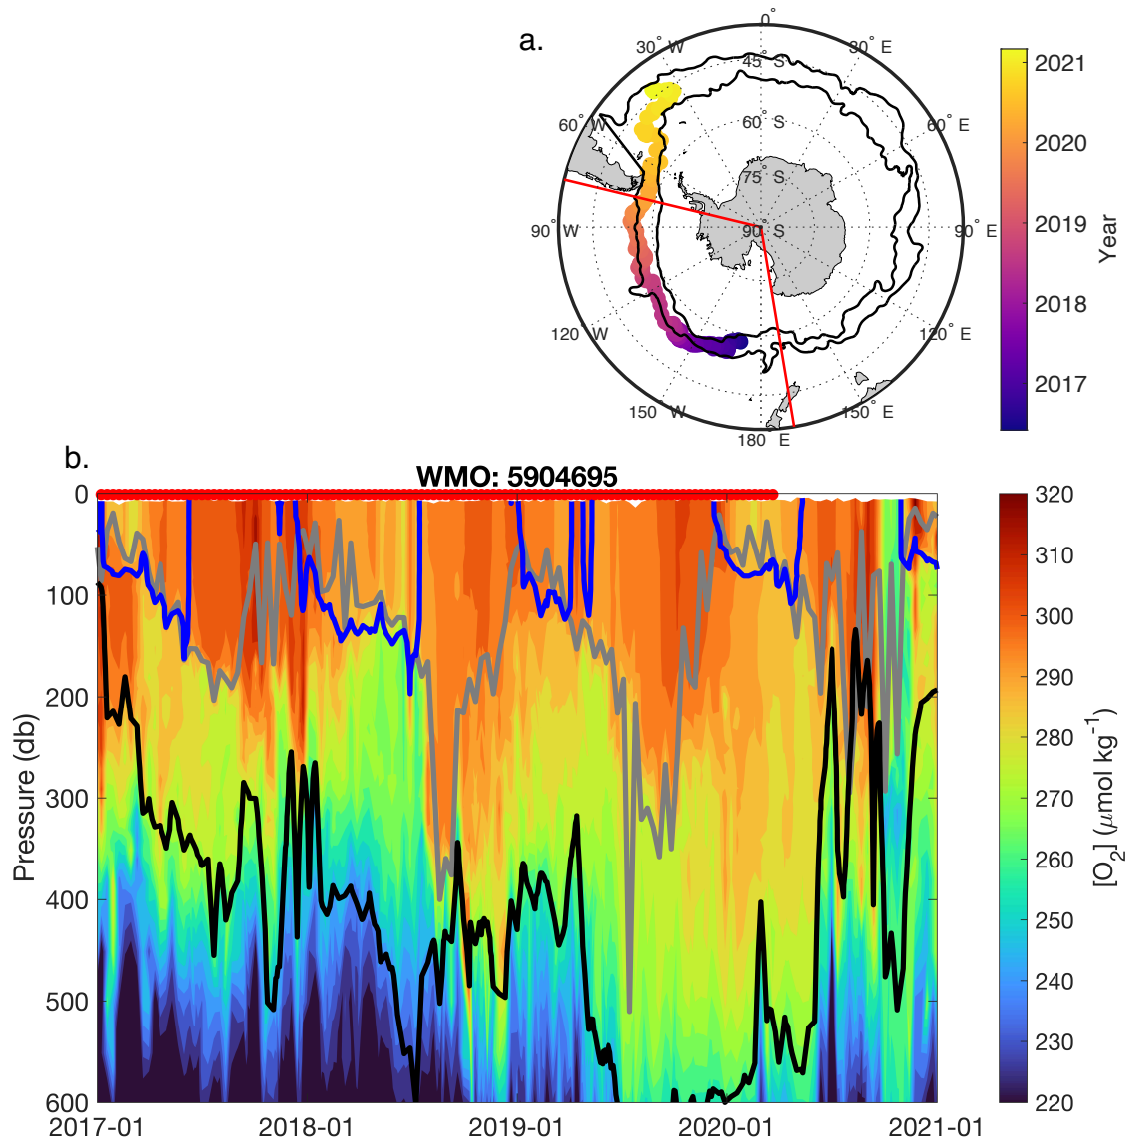 a.
0°
30° W
30° E
45° S
60° W
60° S
60° E
75° S
90° W
90° S
90° E
120° W
120° E
150° W
150° E
180° E
2021
2020
2019
2018
2017
Year
b.
WMO: 5904695
0
100
200
300
400
500
600
Pressure (db)
2017-01
2018-01
2019-01
2020-01
2021-01
320
310
300
290
280
270
260
250
240
230
220
[O2] (μmol kg-1)